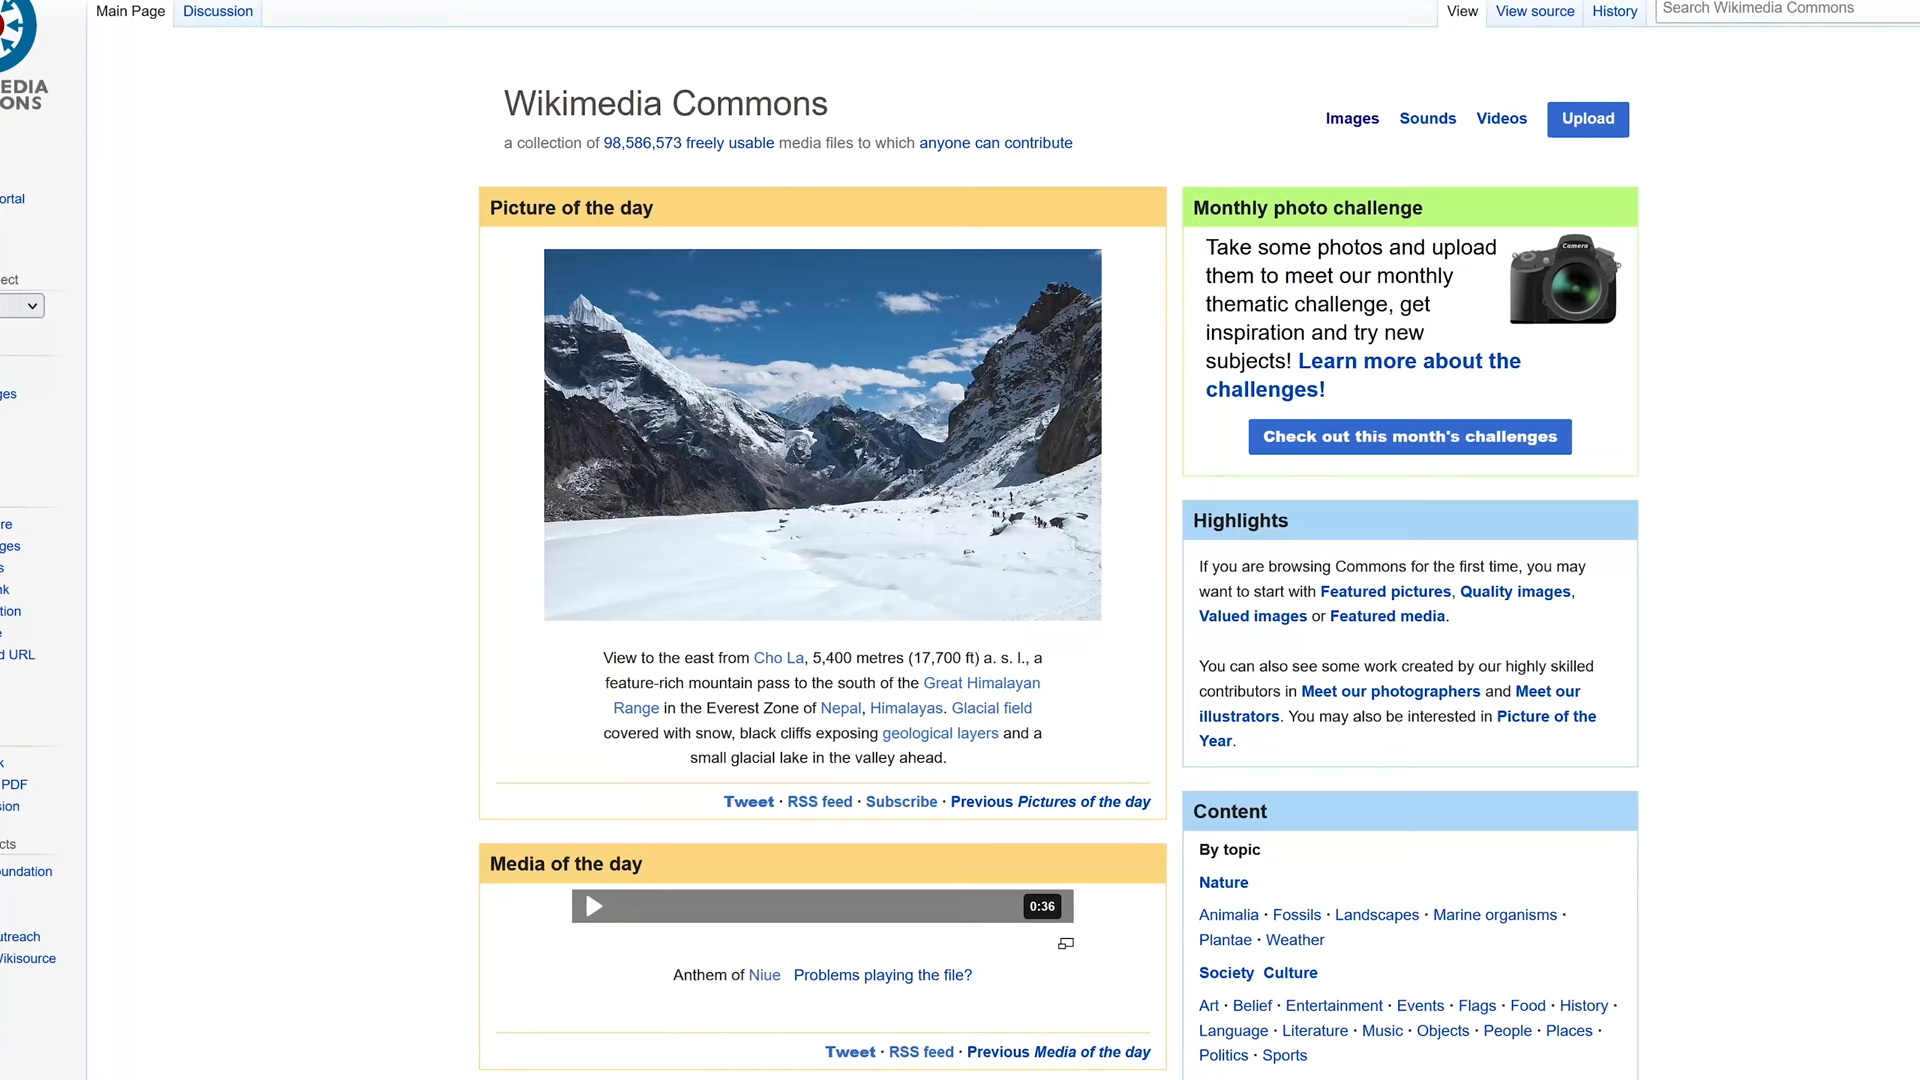 Main Page
Discussion
View
View source
History
Search Wikimedia Commons
EDIA
ONS
ortal
ect
ges
re
ges
s
nk
tion
e
d URL
k
PDF
sion
cts
oundation
utreach
Wikisource
Wikimedia Commons
a collection of 98,586,573 freely usable media files to which anyone can contribute
Images
Sounds
Videos
Upload
Picture of the day
View to the east from Cho La, 5,400 metres (17,700 ft) a. s. l., a
feature-rich mountain pass to the south of the Great Himalayan
Range in the Everest Zone of Nepal, Himalayas. Glacial field
covered with snow, black cliffs exposing geological layers and a
small glacial lake in the valley ahead.
Tweet · RSS feed · Subscribe · Previous Pictures of the day
Media of the day
0:36
Anthem of Niue Problems playing the file?
Tweet · RSS feed · Previous Media of the day
Monthly photo challenge
Camera
Take some photos and upload
them to meet our monthly
thematic challenge, get
inspiration and try new
subjects! Learn more about the
challenges!
Check out this month's challenges
Highlights
If you are browsing Commons for the first time, you may
want to start with Featured pictures, Quality images,
Valued images or Featured media.
You can also see some work created by our highly skilled
contributors in Meet our photographers and Meet our
illustrators. You may also be interested in Picture of the
Year.
Content
By topic
Nature
Animalia · Fossils · Landscapes · Marine organisms ·
Plantae · Weather
Society Culture
Art · Belief · Entertainment · Events · Flags · Food · History ·
Language · Literature · Music · Objects · People · Places ·
Politics · Sports